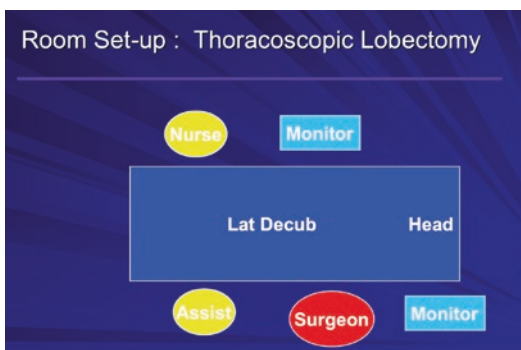 Room Set-up : Thoracoscopic Lobectomy
Nurse
Monitor
Lat Decub
Head
Assist
Surgeon
Monitor